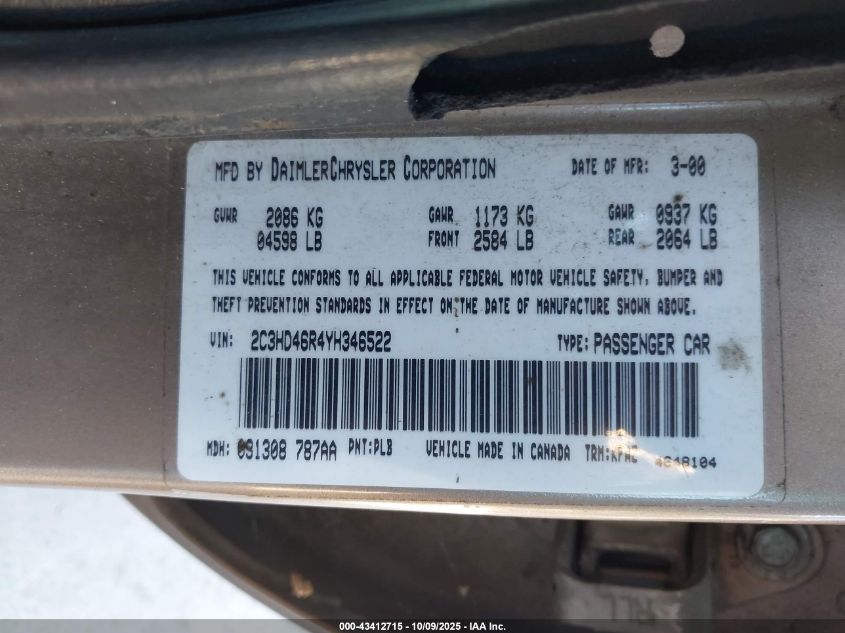 MFD BY DAIMLERCHRYSLER CORPORATION DATE OF MFR: 3-00
GVWR 2086 KG GAWR 1173 KG GAWR 0937 KG
04598 LB FRONT 2584 LB REAR 2064 LB
THIS VEHICLE CONFORMS TO ALL APPLICABLE FEDERAL MOTOR VEHICLE SAFETY, BUMPER AND
THEFT PREVENTION STANDARDS IN EFFECT ON THE DATE OF MANUFACTURE SHOWN ABOVE.
VIN: 2C3HD46R4YH346522 TYPE: PASSENGER CAR
MDH: 031308 787AA PNT:PLB VEHICLE MADE IN CANADA TRM:
RLL
000-43412715 - 10/09/2025 - IAA Inc.